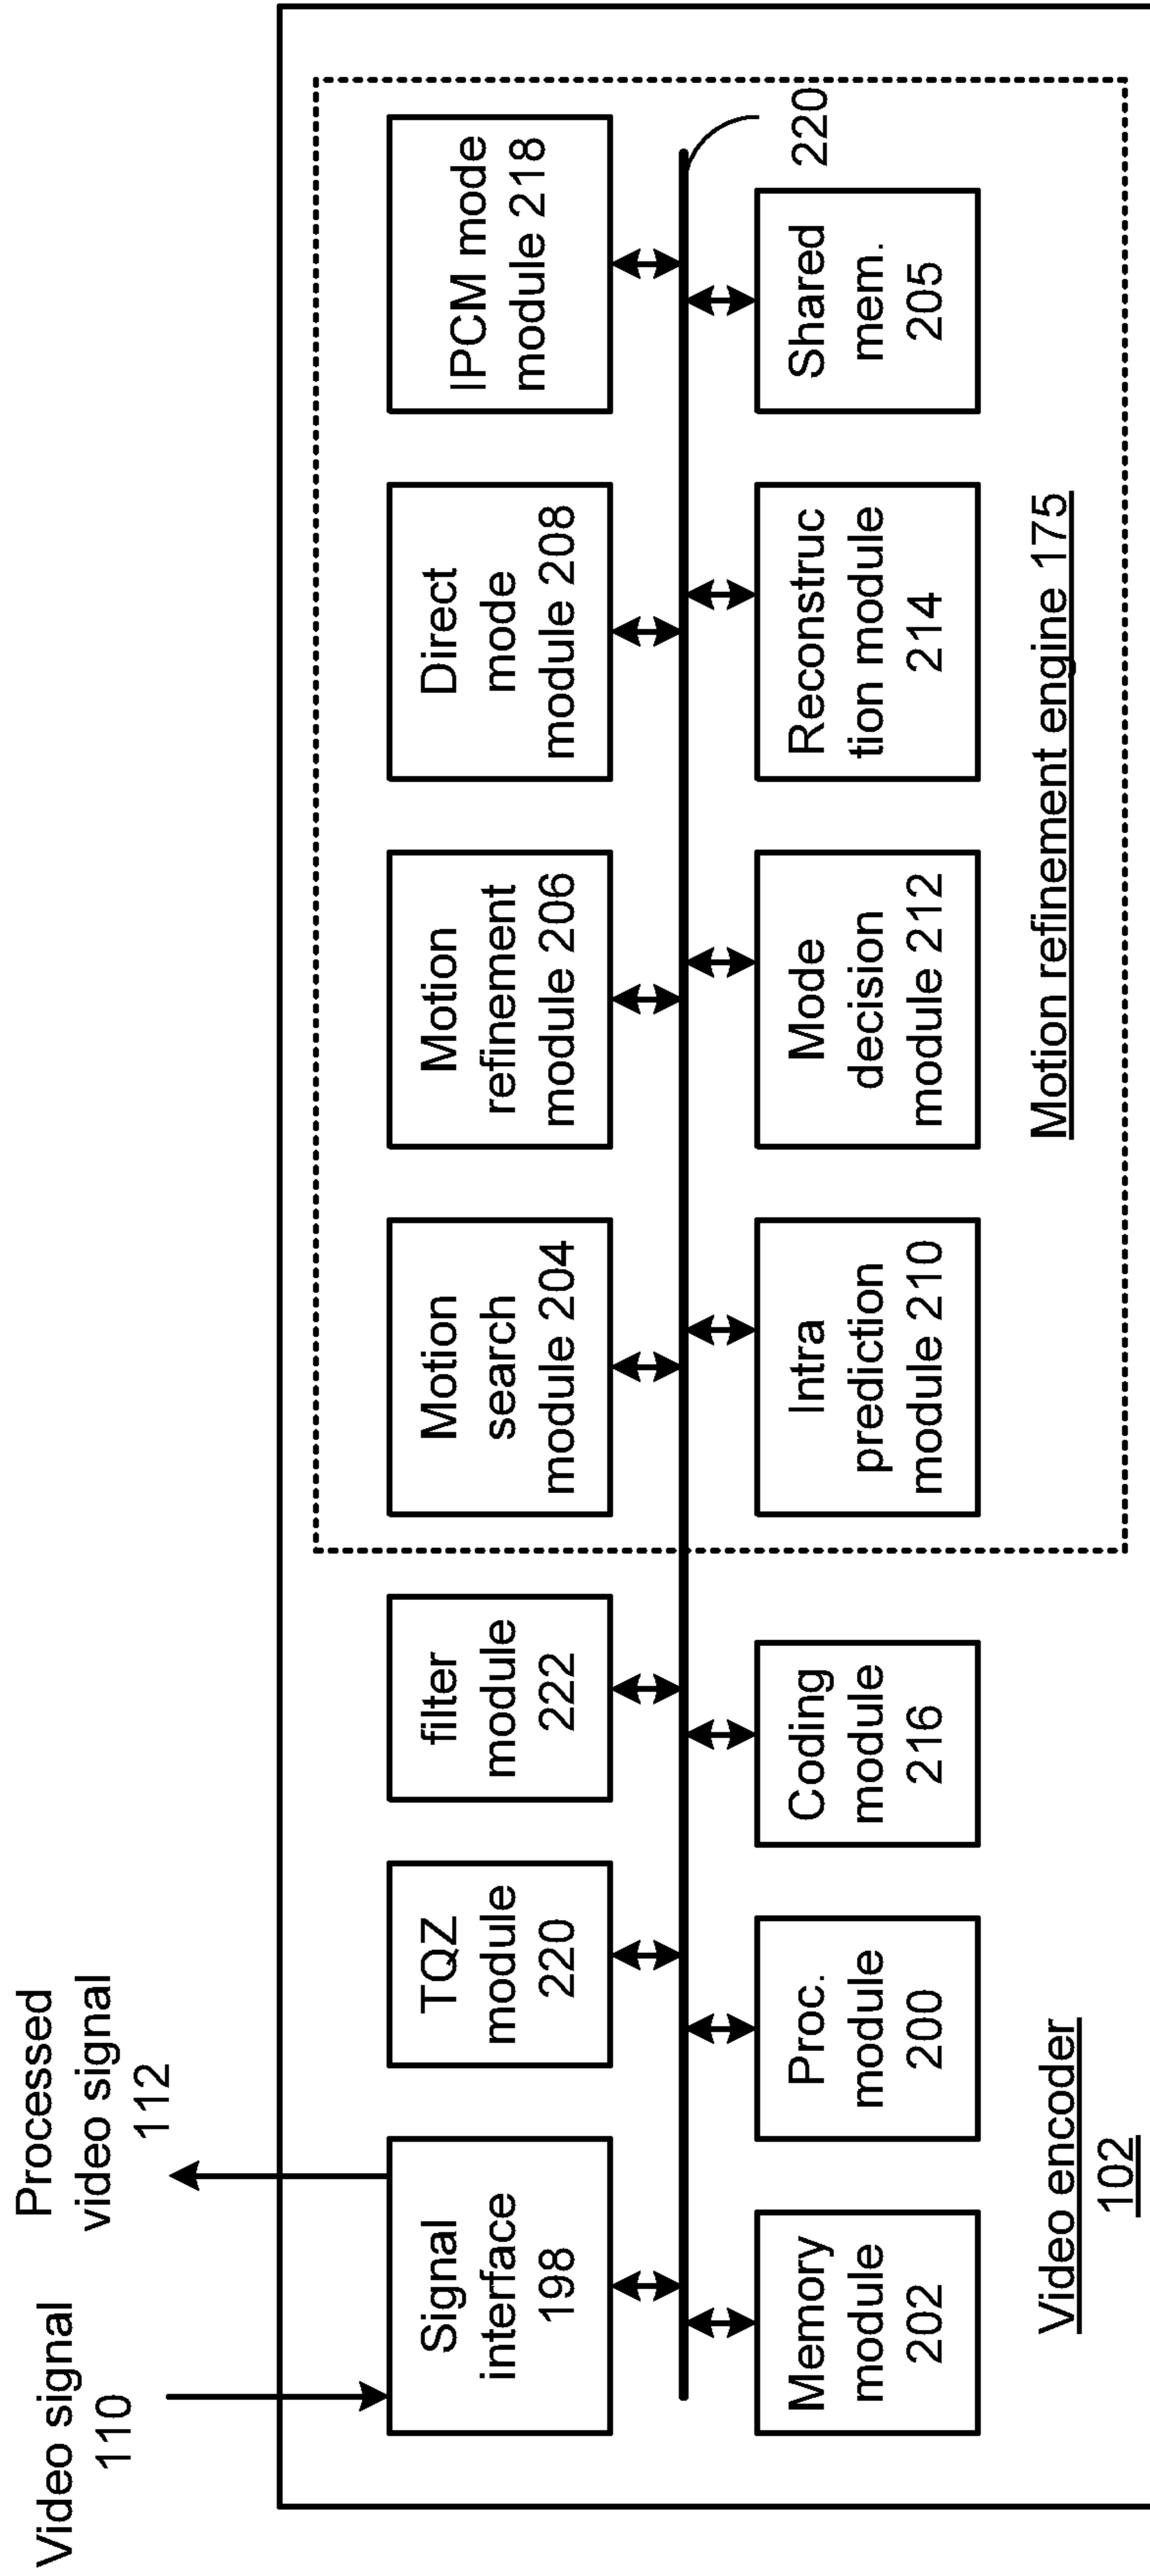 Video signal
110
Processed
video signal
112
Signal
interface
198
TQZ
module
220
filter
module
222
Motion
search
module 204
Motion
refinement
module 206
Direct
mode
module 208
IPCM mode
module 218
220
Memory
module
202
Proc.
module
200
Coding
module
216
Intra
prediction
module 210
Mode
decision
module 212
Reconstruc
tion module
214
Shared
mem.
205
Motion refinement engine 175
Video encoder
102